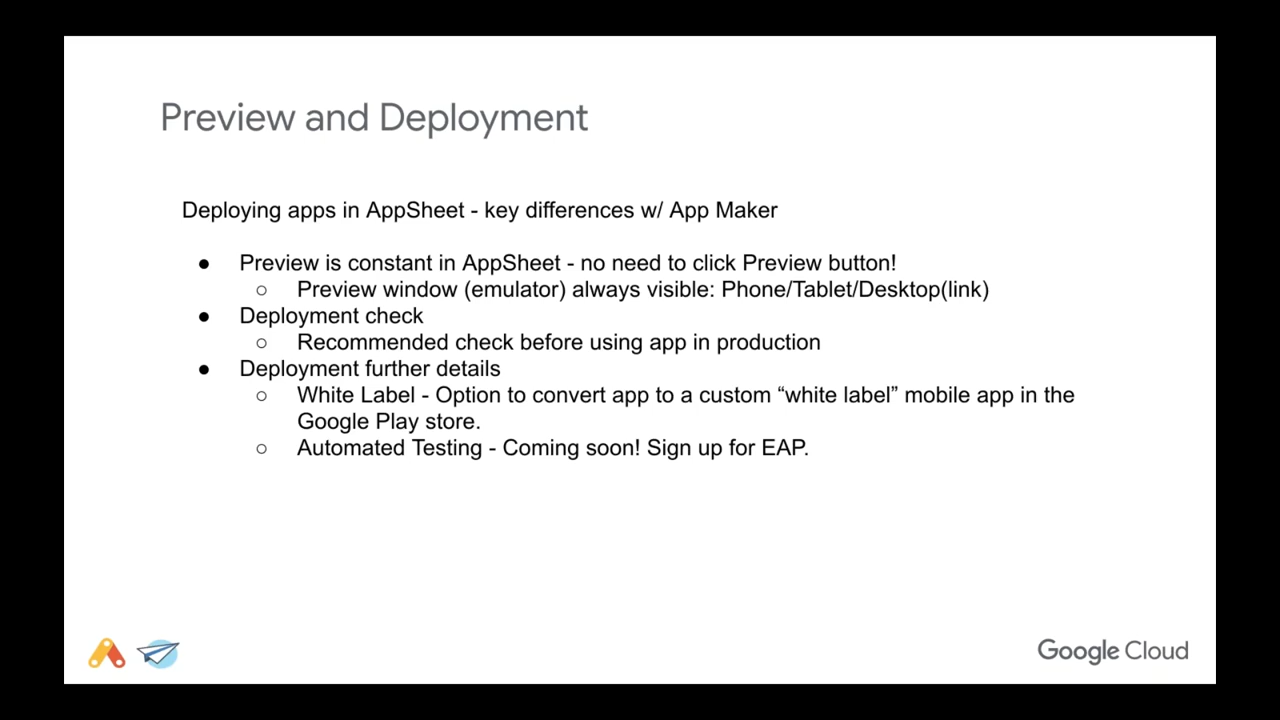 Preview and Deployment
Deploying apps in AppSheet - key differences w/ App Maker
● Preview is constant in AppSheet - no need to click Preview button!
○ Preview window (emulator) always visible: Phone/Tablet/Desktop(link)
● Deployment check
○ Recommended check before using app in production
● Deployment further details
○ White Label - Option to convert app to a custom “white label” mobile app in the
Google Play store.
○ Automated Testing - Coming soon! Sign up for EAP.
Google Cloud